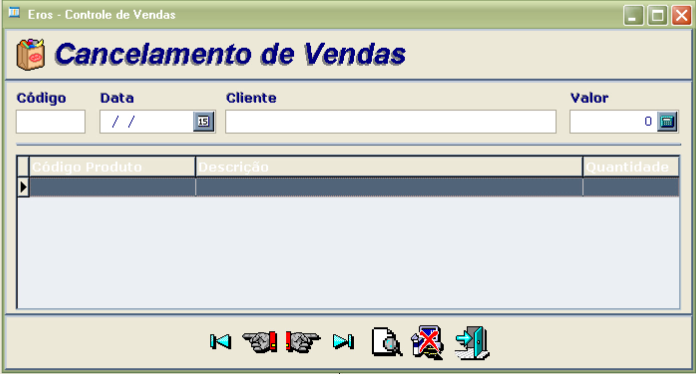 Eros - Controle de Vendas
Cancelamento de Vendas
Código Data Cliente Valor
/ / 15 0
Código Produto Descrição Quantidade